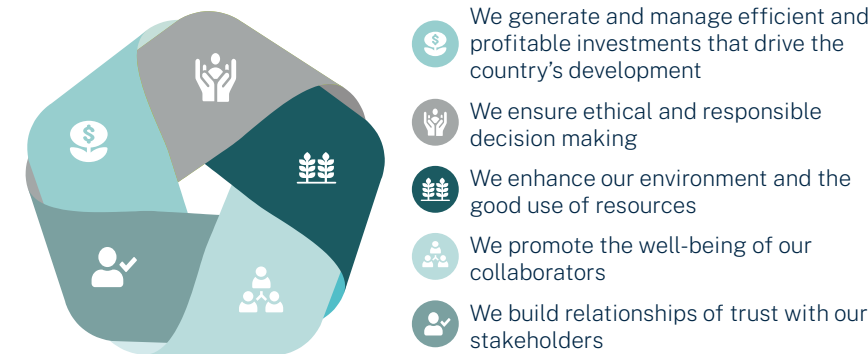 We generate and manage efficient and
profitable investments that drive the
country’s development
We ensure ethical and responsible
decision making
We enhance our environment and the
good use of resources
We promote the well-being of our
collaborators
We build relationships of trust with our
stakeholders